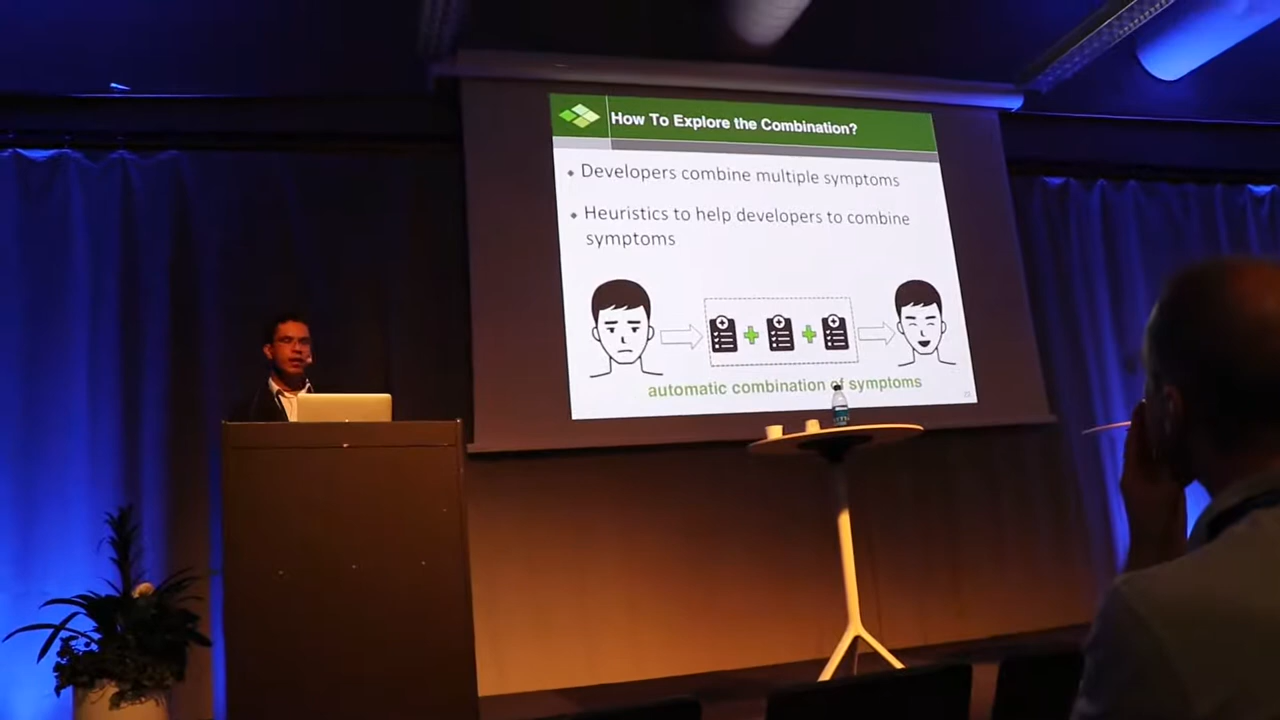 How To Explore the Combination?
Developers combine multiple symptoms
Heuristics to help developers to combine
symptoms
automatic combination of symptoms